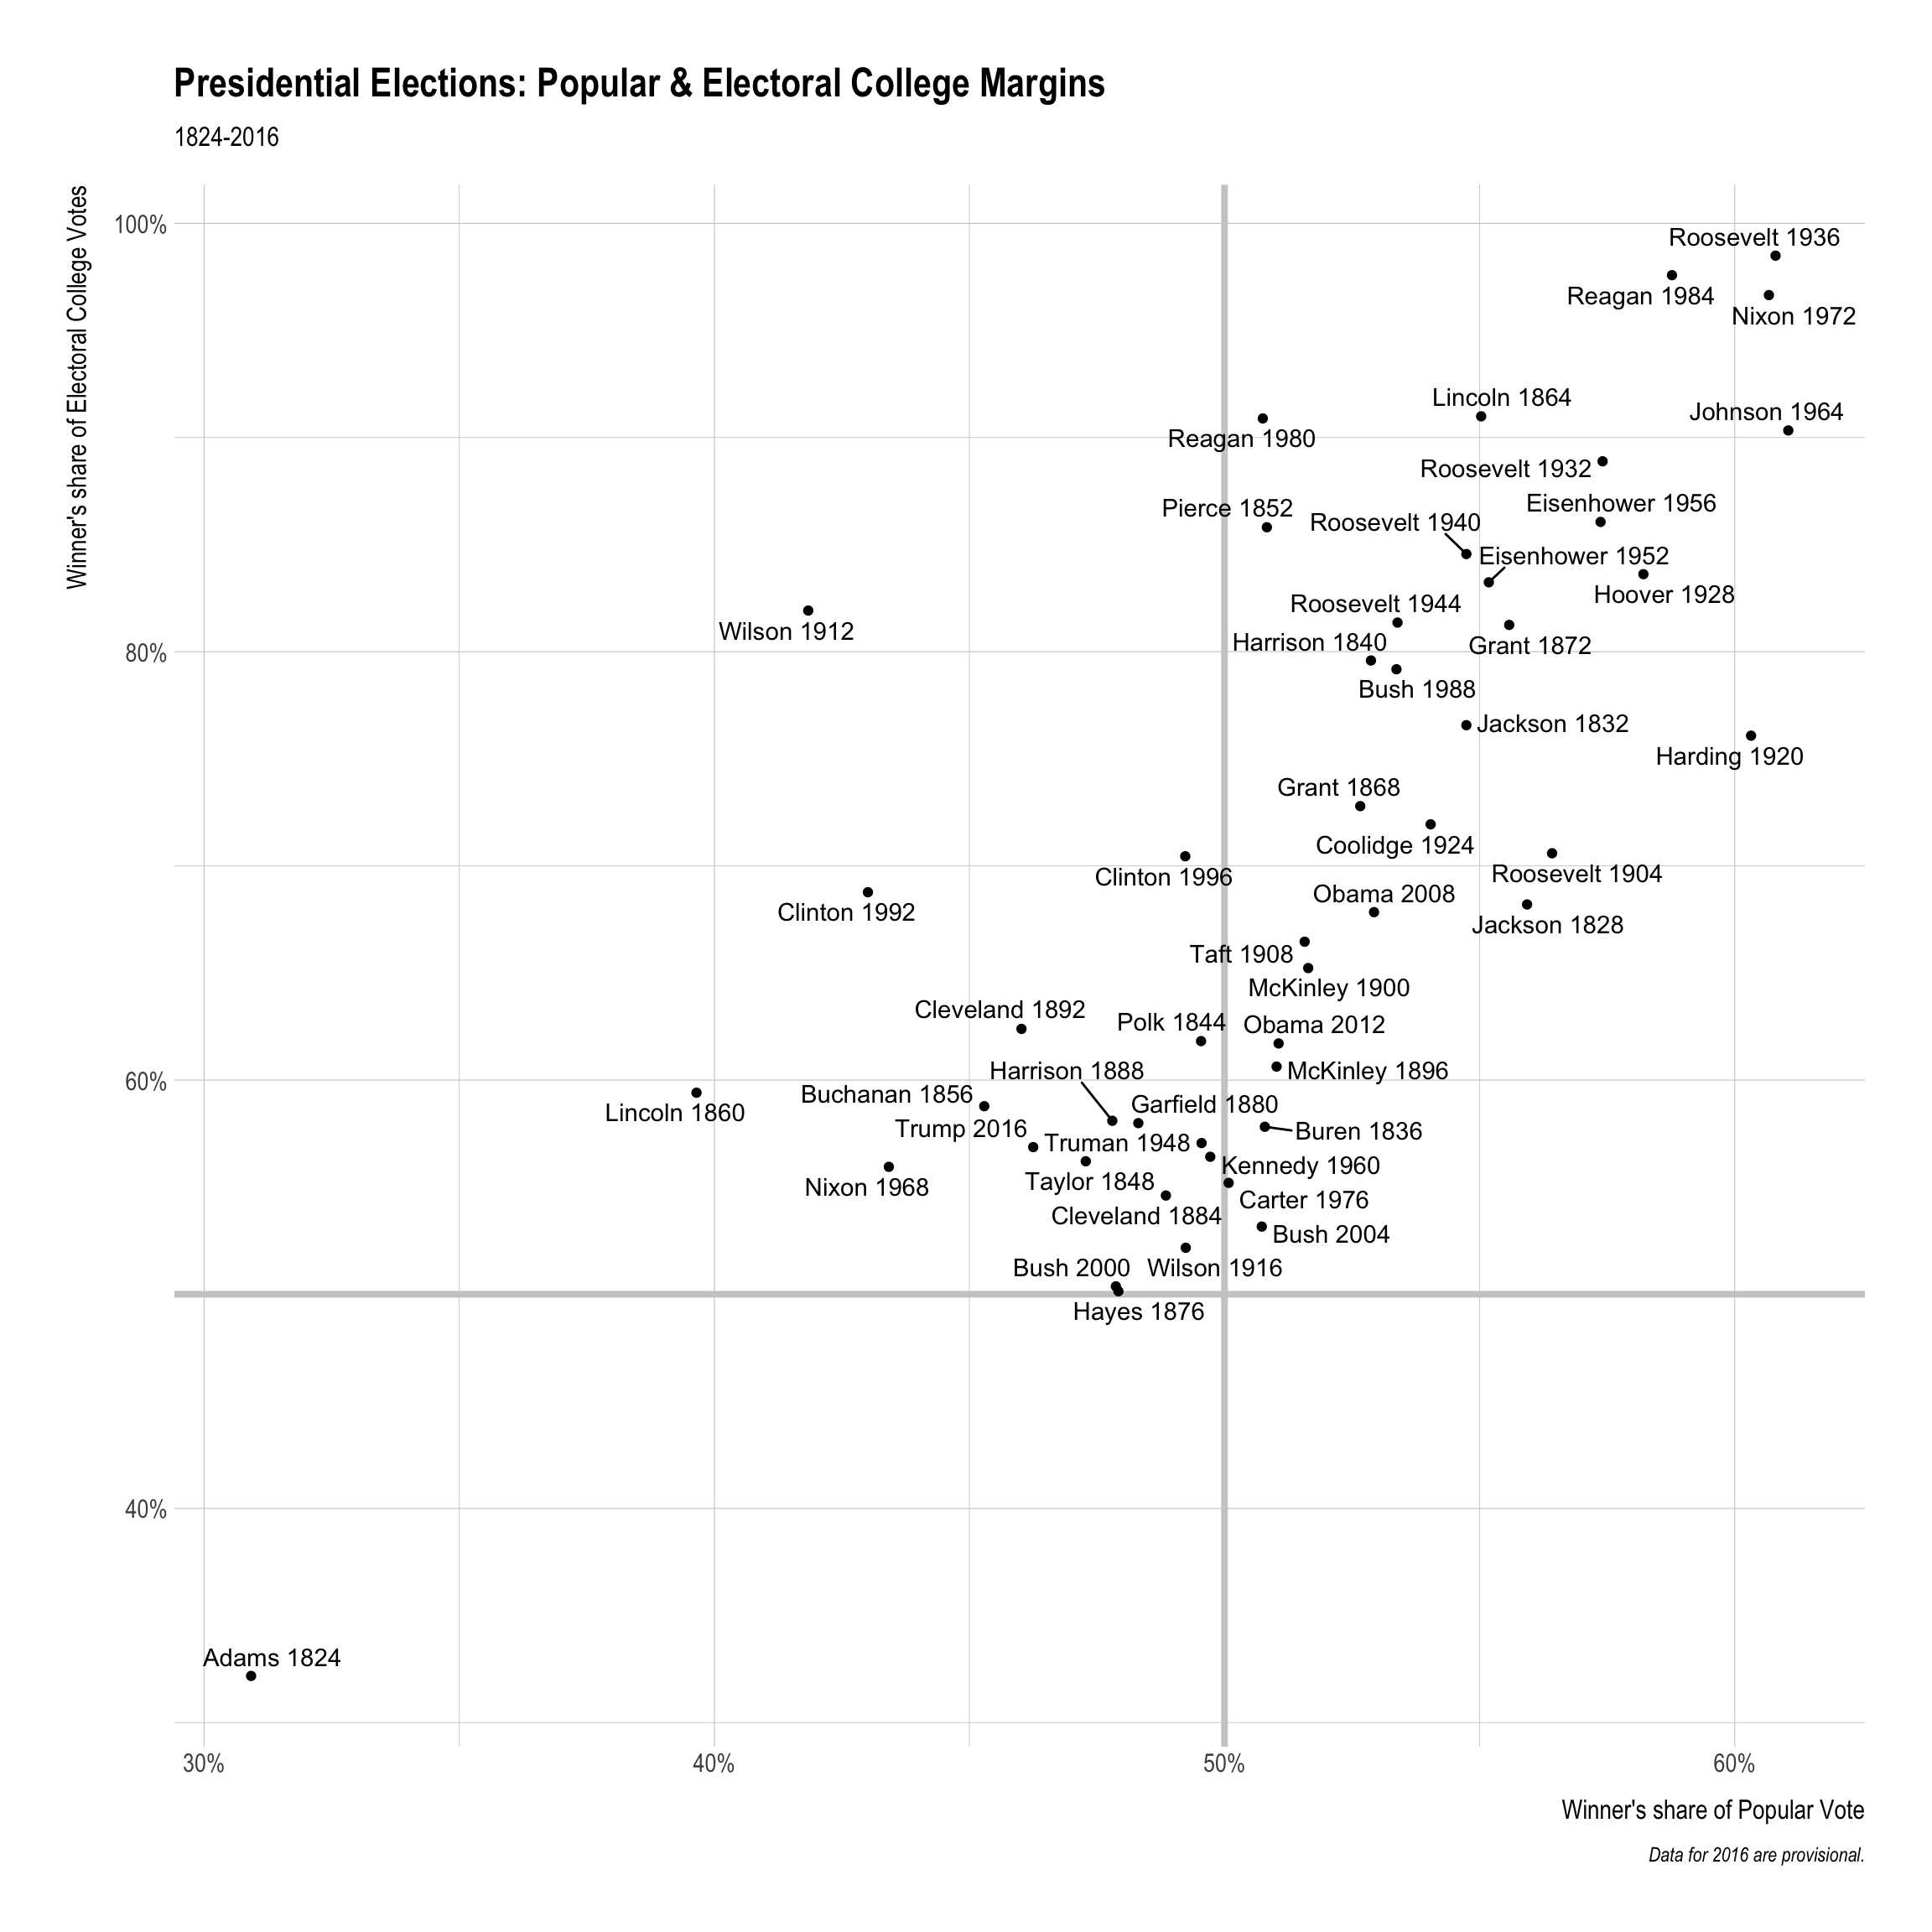 Presidential Elections: Popular & Electoral College Margins
1824-2016
Winner's share of Electoral College Votes
100%
80%
60%
40%
Roosevelt 1936
Reagan 1984
Nixon 1972
Lincoln 1864
Johnson 1964
Reagan 1980
Roosevelt 1932
Eisenhower 1956
Pierce 1852
Roosevelt 1940
Eisenhower 1952
Hoover 1928
Roosevelt 1944
Wilson 1912
Harrison 1840
Grant 1872
Bush 1988
Jackson 1832
Harding 1920
Grant 1868
Coolidge 1924
Roosevelt 1904
Clinton 1996
Obama 2008
Clinton 1992
Jackson 1828
Taft 1908
McKinley 1900
Cleveland 1892
Polk 1844
Obama 2012
Harrison 1888
McKinley 1896
Buchanan 1856
Garfield 1880
Lincoln 1860
Trump 2016
Buren 1836
Truman 1948
Kennedy 1960
Taylor 1848
Nixon 1968
Carter 1976
Cleveland 1884
Bush 2004
Bush 2000
Wilson 1916
Hayes 1876
Adams 1824
30%
40%
50%
60%
Winner's share of Popular Vote
Data for 2016 are provisional.